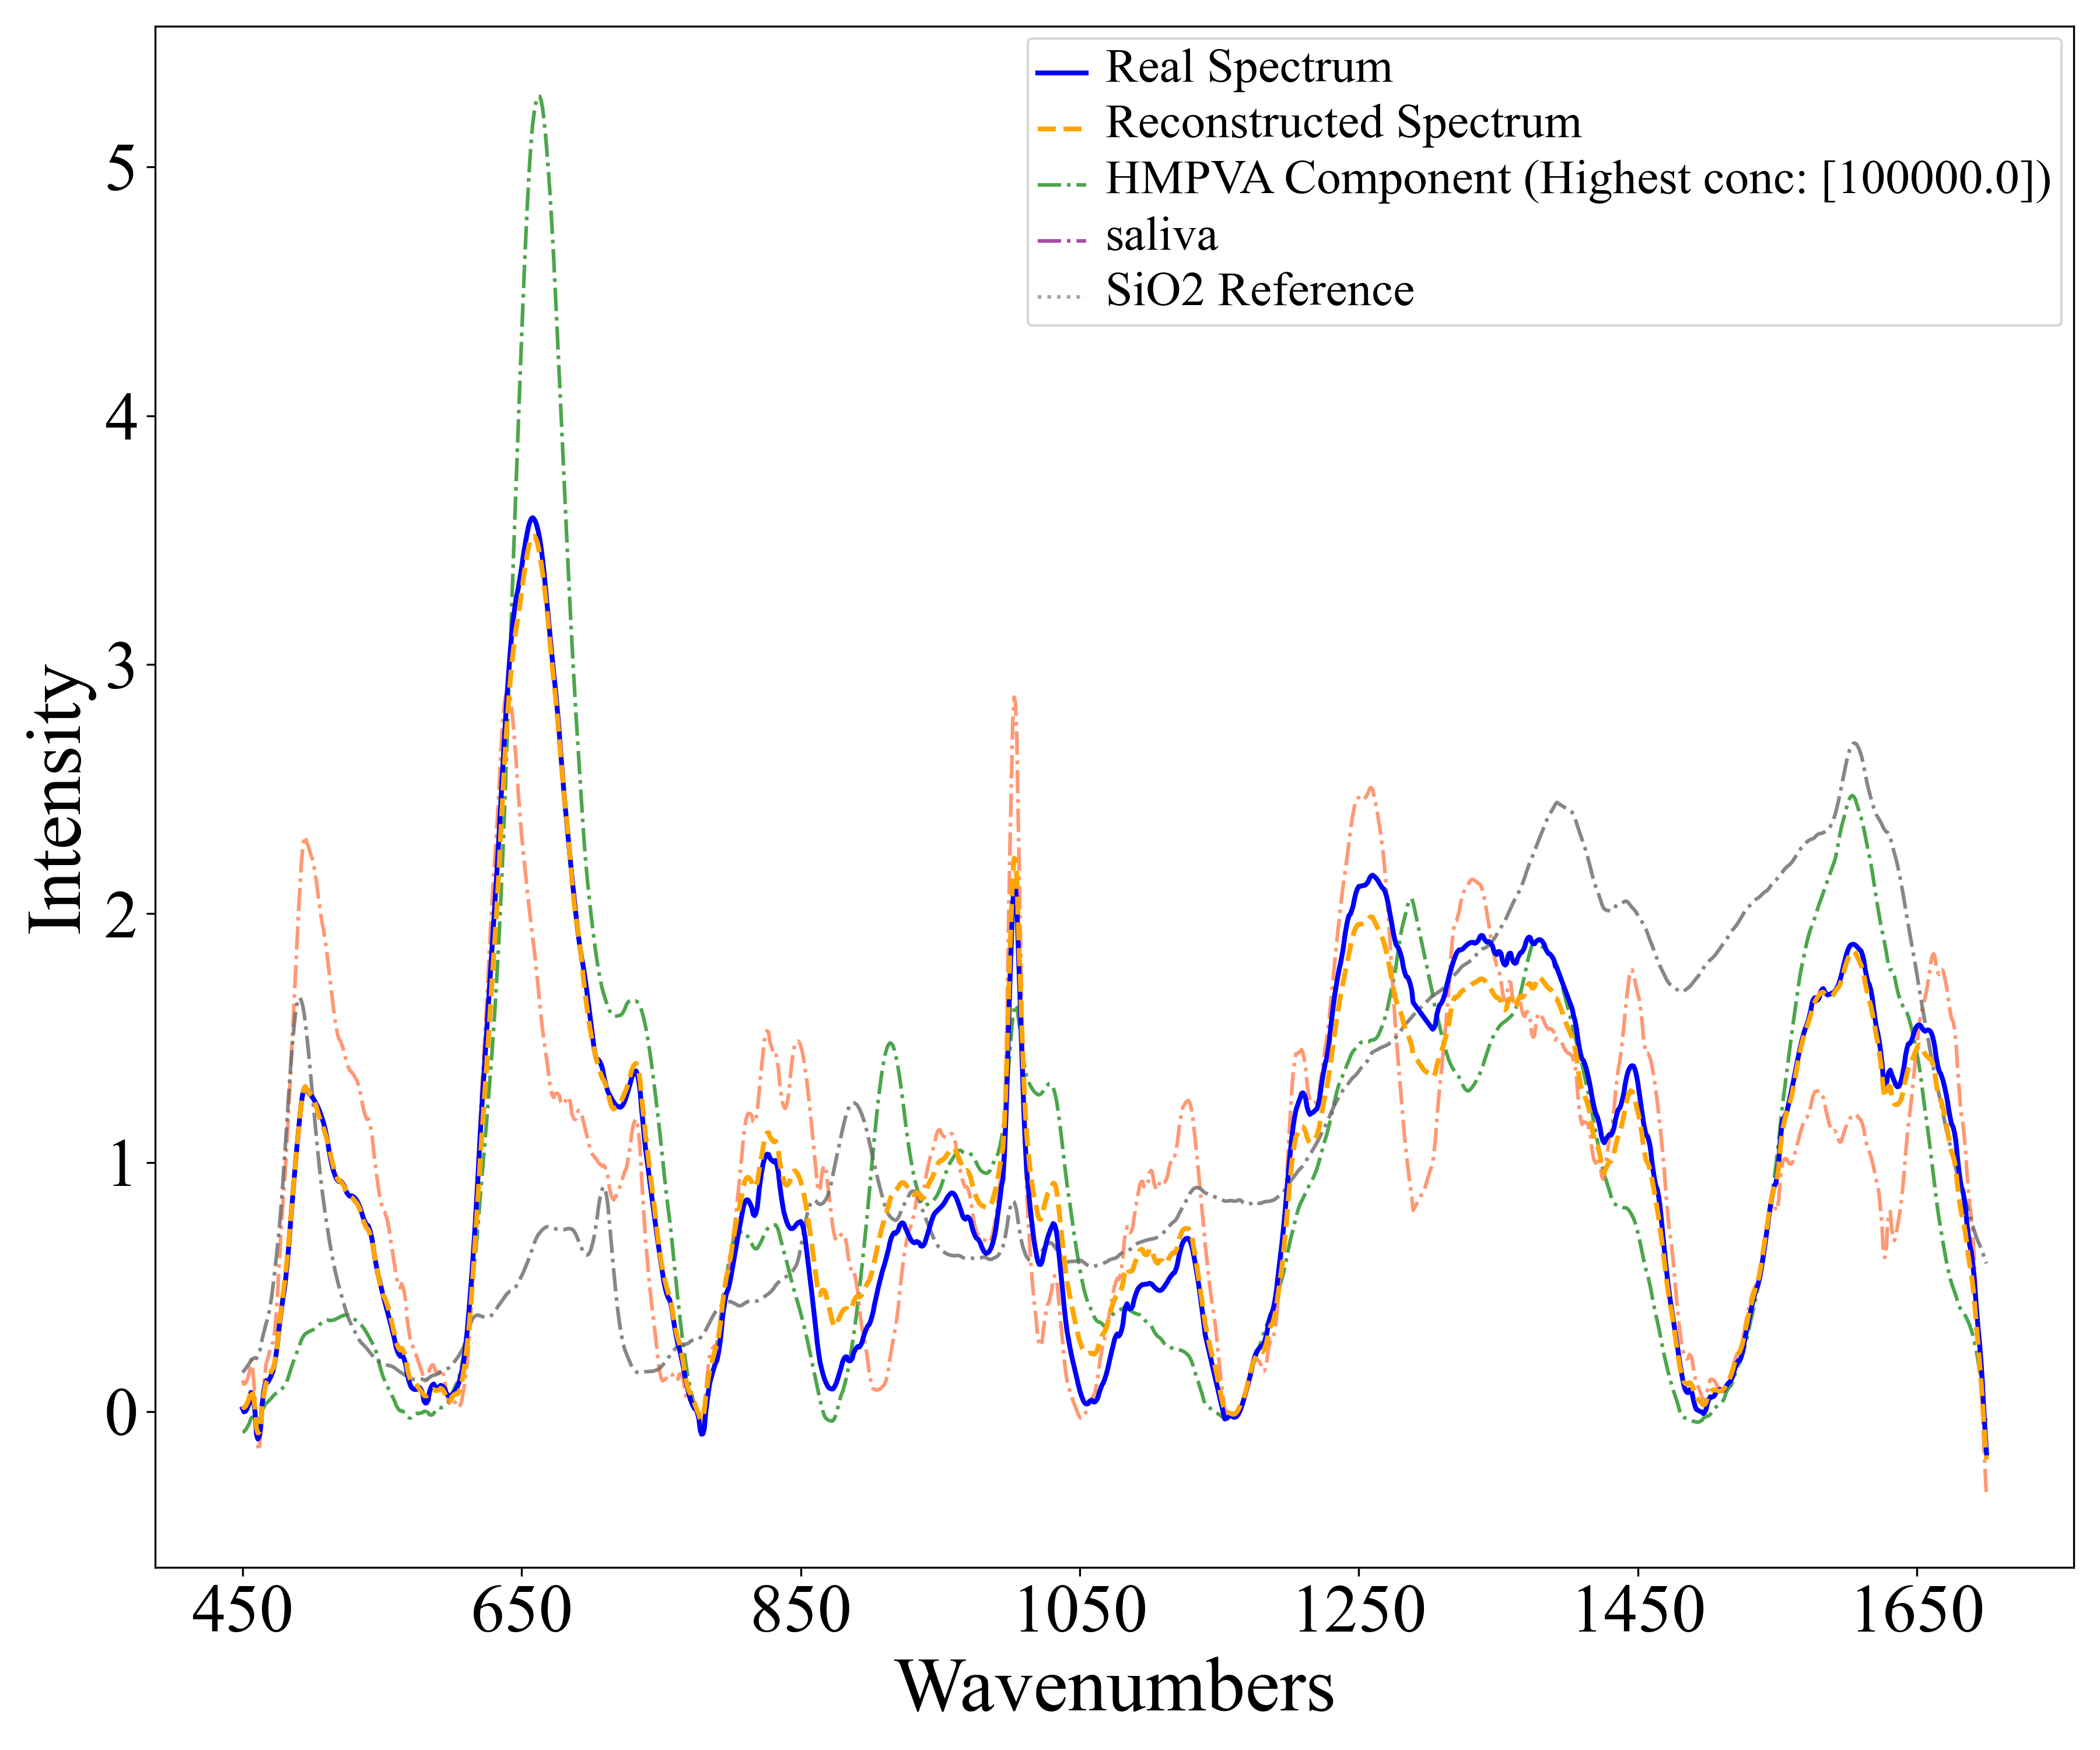 Real Spectrum
Reconstructed Spectrum
HMPVA Component (Highest conc: [100000.0])
saliva
SiO2 Reference
Intensity
5
4
3
2
1
0
450 650 850 1050 1250 1450 1650
Wavenumbers